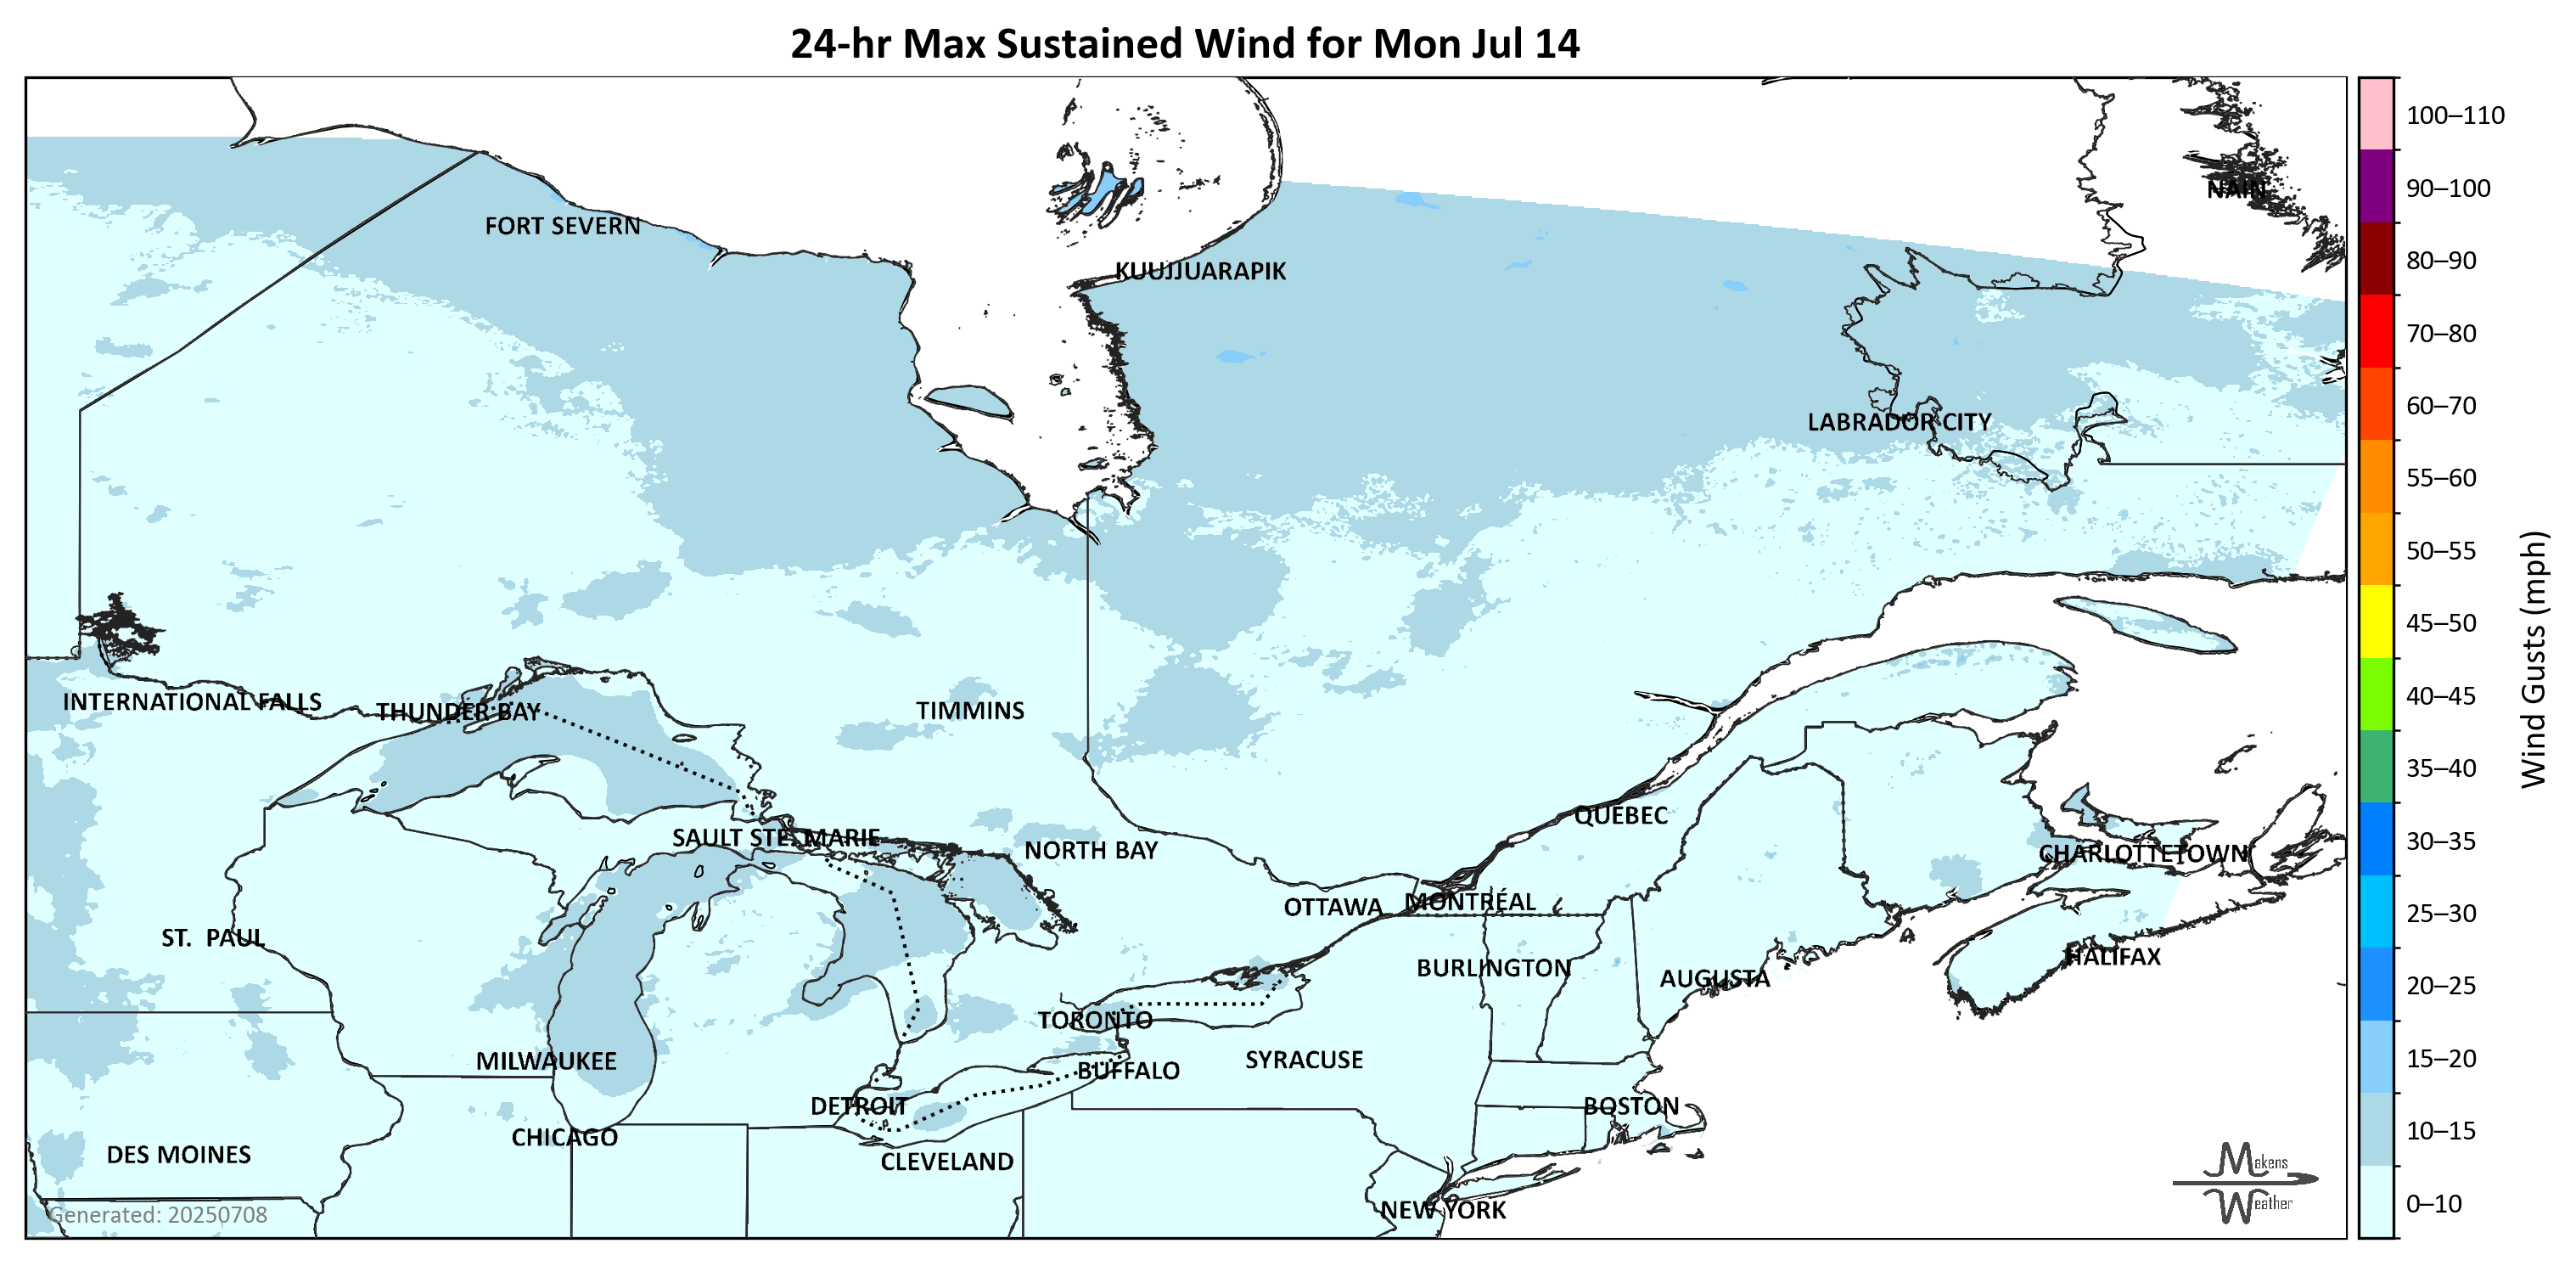 24-hr Max Sustained Wind for Mon Jul 14
100–110
90–100
80–90
70–80
60–70
55–60
50–55
45–50
40–45
35–40
30–35
25–30
20–25
15–20
10–15
0–10
Wind Gusts (mph)
NAIN
FORT SEVERN
KUUJJUARAPIK
LABRADOR CITY
INTERNATIONAL FALLS
THUNDER BAY
TIMMINS
QUÉBEC
SAULT STE. MARIE
NORTH BAY
CHARLOTTETOWN
OTTAWA
MONTRÉAL
ST. PAUL
HALIFAX
BURLINGTON
AUGUSTA
TORONTO
MILWAUKEE
SYRACUSE
BUFFALO
DETROIT
BOSTON
CHICAGO
DES MOINES
CLEVELAND
NEW YORK
Makens
Weather
Generated: 20250708